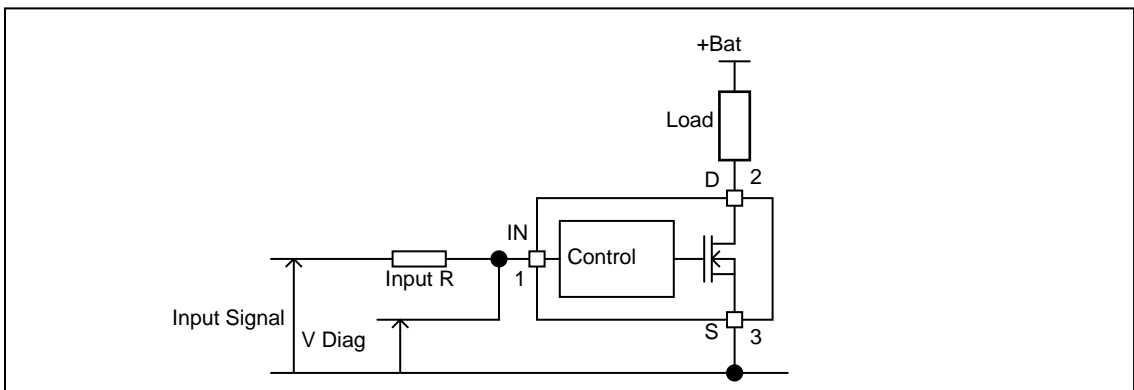 +Bat
Load
D 2
IN
Control
1
Input R
Input Signal
V Diag
S 3